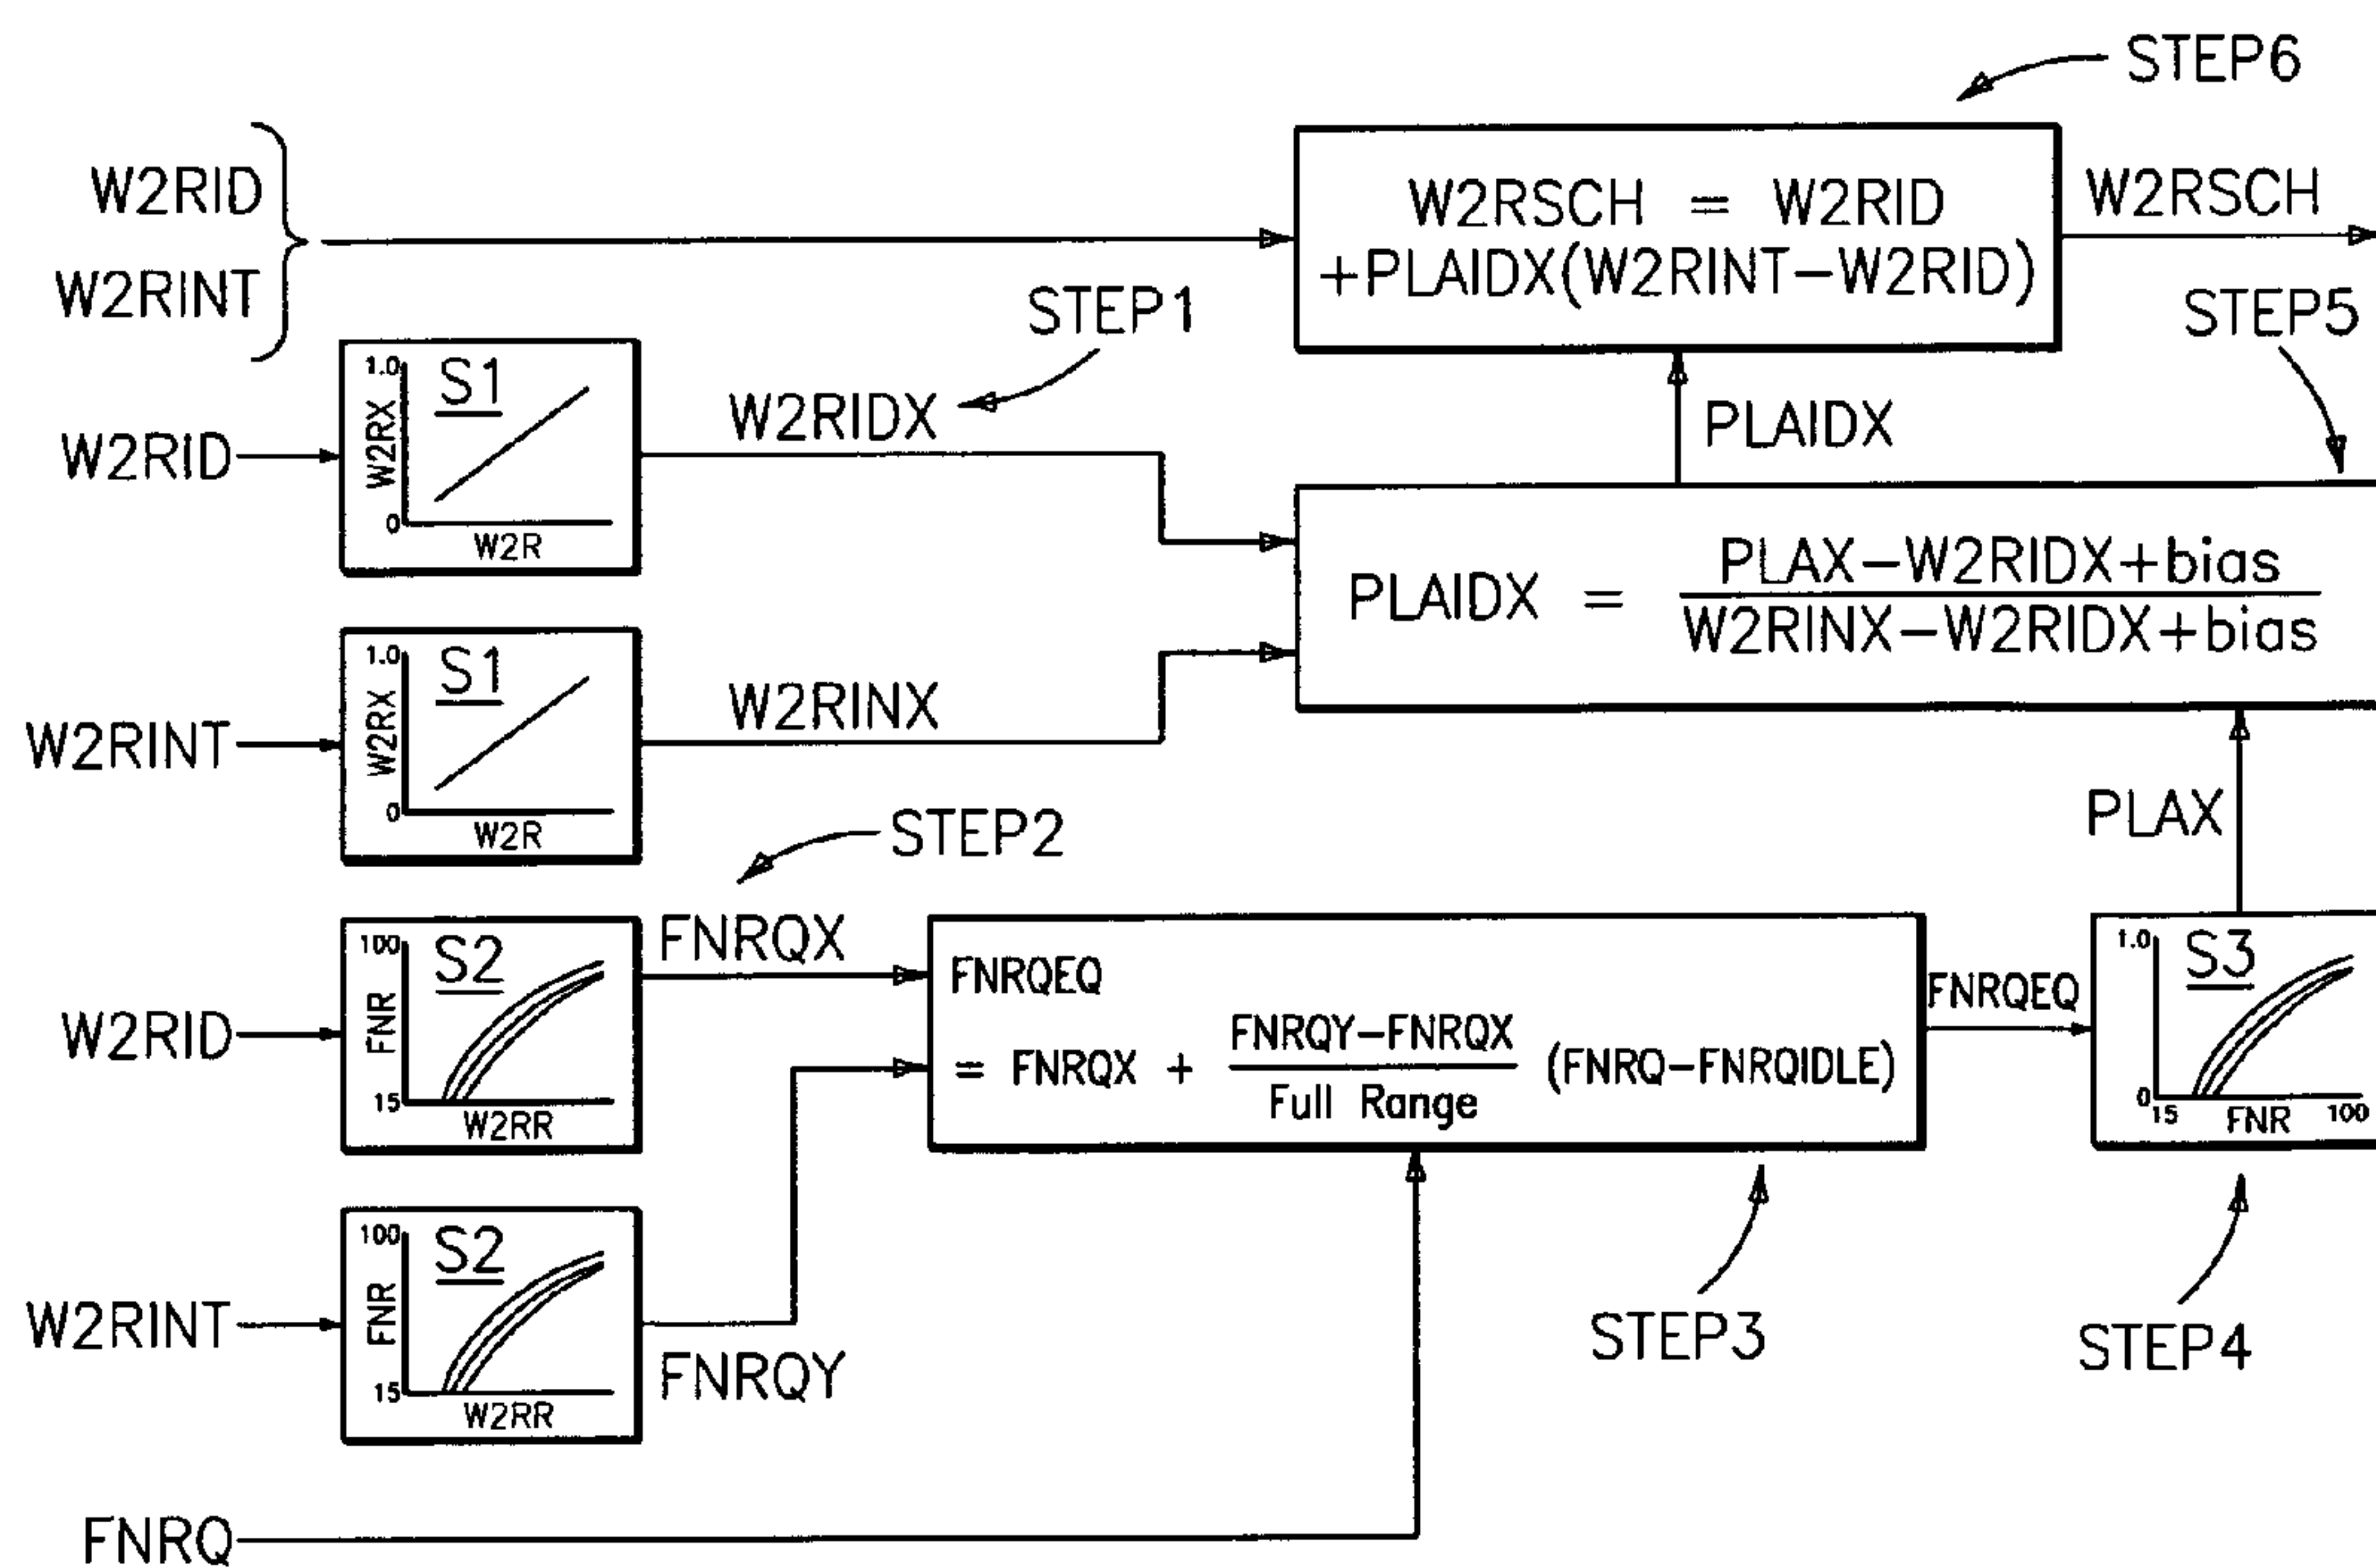 STEP6
W2RID
W2RINT
W2RSCH = W2RID
+PLAIDX(W2RINT-W2RID)
W2RSCH
STEP1
STEP5
W2RID
1.0
S1
W2RX
0
W2R
W2RIDX
PLAIDX
PLAIDX = PLAX-W2RIDX+bias
W2RINX-W2RIDX+bias
W2RINT
1.0
S1
W2RX
0
W2R
W2RINX
PLAX
STEP2
W2RID
100
S2
FNR
15
W2RR
FNRQX
FNRQEQ
= FNRQX + FNRQY-FNRQX (FNRQ-FNRQIDLE)
Full Range
FNRQEQ
1.0
S3
0
15
FNR
100
W2RINT
100
S2
FNR
15
W2RR
FNRQY
STEP3
STEP4
FNRQ